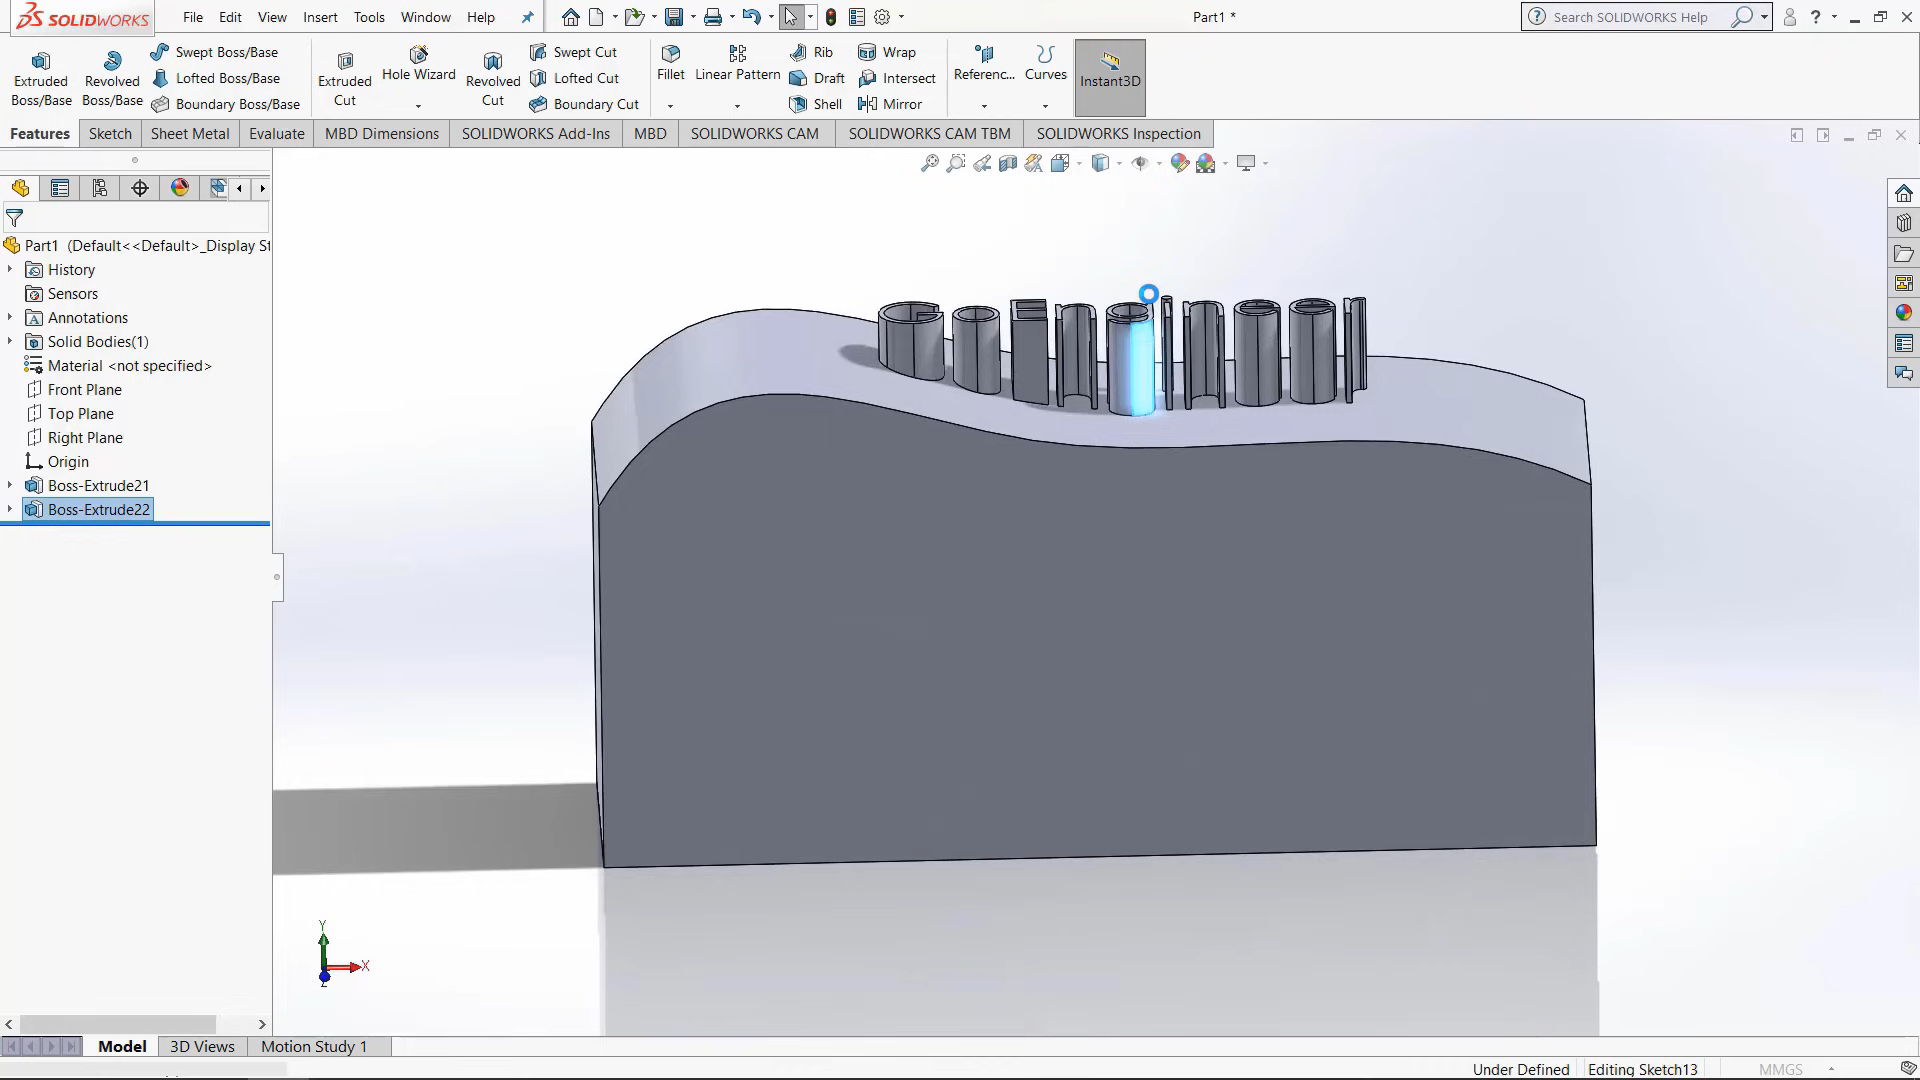 SOLIDWORKS File Edit View Insert Tools Window Help Part1 * Search SOLIDWORKS Help
Extruded Boss/Base
Revolved Boss/Base
Swept Boss/Base
Lofted Boss/Base
Boundary Boss/Base
Extruded Cut
Hole Wizard
Revolved Cut
Swept Cut
Lofted Cut
Boundary Cut
Fillet
Linear Pattern
Rib
Draft
Shell
Wrap
Intersect
Mirror
Referenc...
Curves
Instant3D
Features Sketch Sheet Metal Evaluate MBD Dimensions SOLIDWORKS Add-Ins MBD SOLIDWORKS CAM SOLIDWORKS CAM TBM SOLIDWORKS Inspection
Part1 (Default<<Default>_Display St
History
Sensors
Annotations
Solid Bodies(1)
Material <not specified>
Front Plane
Top Plane
Right Plane
Origin
Boss-Extrude21
Boss-Extrude22
Y
X
Z
Model 3D Views Motion Study 1
Under Defined Editing Sketch13 MMGS